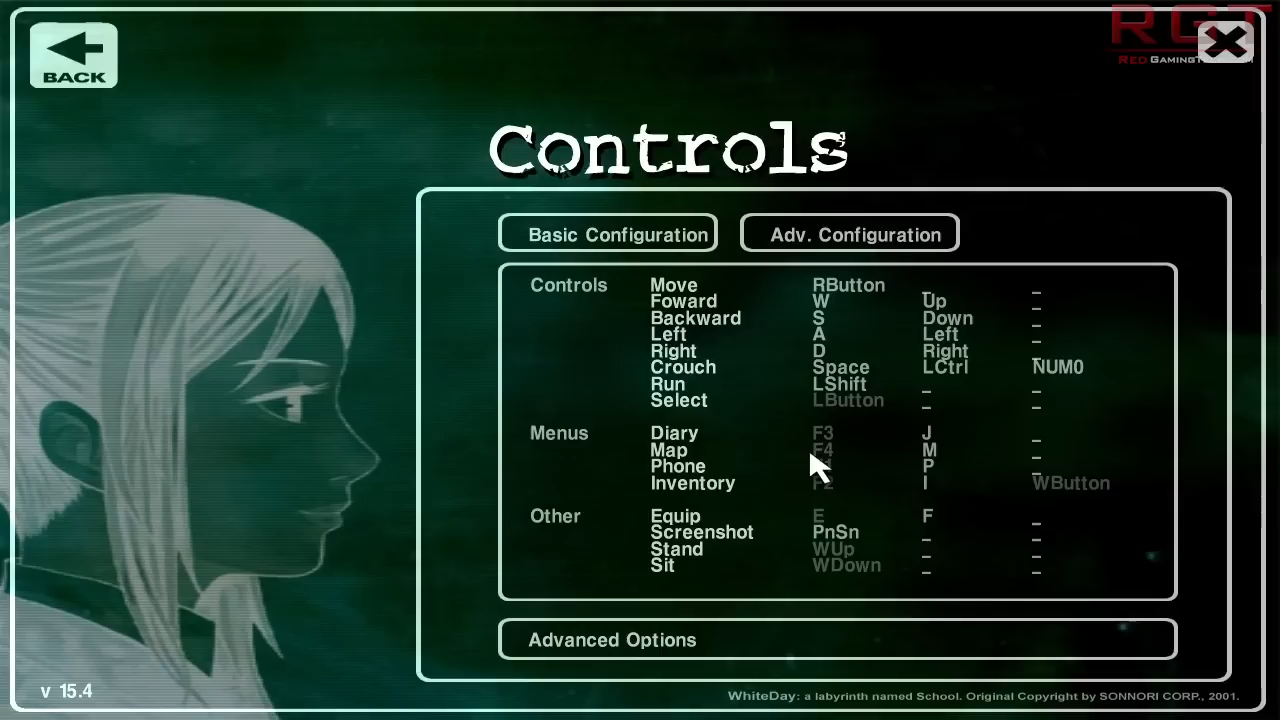 RGT
BACK
RED GAMINGT
Controls
Basic Configuration
Adv. Configuration
Controls Move RButton _ _
Foward W Up _
Backward S Down _
Left A Left _
Right D Right _
Crouch Space LCtrl NUM0
Run LShift _ _
Select LButton _ _
Menus Diary F3 J _
Map F4 M _
Phone P _
Inventory F2 I WButton
Other Equip E F _
Screenshot PnSn _ _
Stand WUp _ _
Sit WDown _ _
Advanced Options
v 15.4
WhiteDay: a labyrinth named School. Original Copyright by SONNORI CORP., 2001.